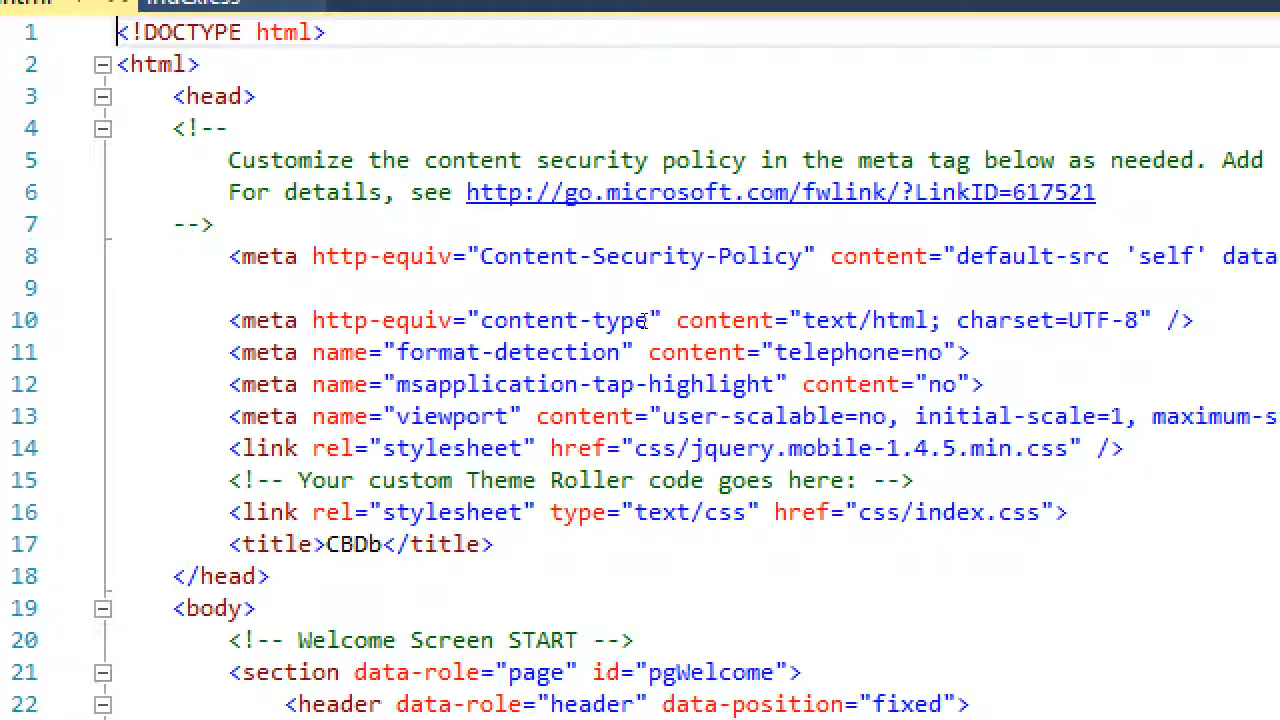 1 <!DOCTYPE html>
2 <html>
3 <head>
4 <!--
5 Customize the content security policy in the meta tag below as needed. Add
6 For details, see http://go.microsoft.com/fwlink/?LinkID=617521
7 -->
8 <meta http-equiv="Content-Security-Policy" content="default-src 'self' data
9
10 <meta http-equiv="content-type" content="text/html; charset=UTF-8" />
11 <meta name="format-detection" content="telephone=no">
12 <meta name="msapplication-tap-highlight" content="no">
13 <meta name="viewport" content="user-scalable=no, initial-scale=1, maximum-s
14 <link rel="stylesheet" href="css/jquery.mobile-1.4.5.min.css" />
15 <!-- Your custom Theme Roller code goes here: -->
16 <link rel="stylesheet" type="text/css" href="css/index.css">
17 <title>CBDb</title>
18 </head>
19 <body>
20 <!-- Welcome Screen START -->
21 <section data-role="page" id="pgWelcome">
22 <header data-role="header" data-position="fixed">